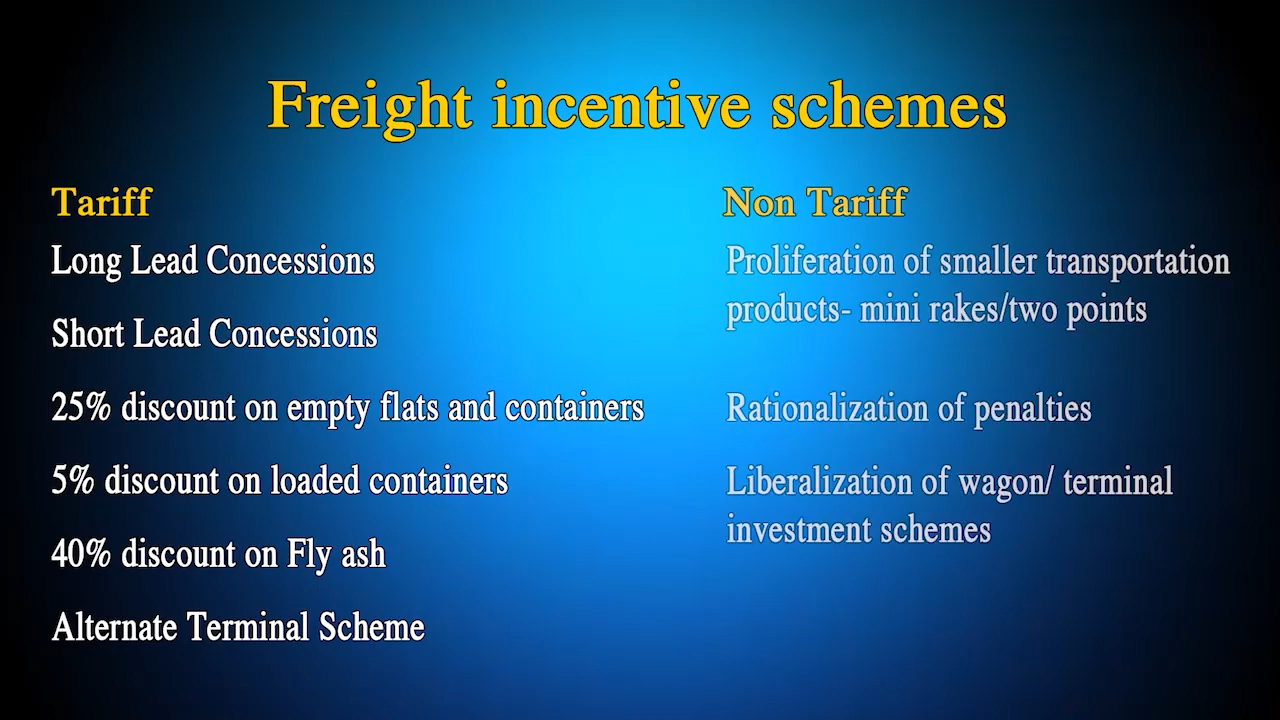 Freight incentive schemes
Tariff
Long Lead Concessions
Short Lead Concessions
25% discount on empty flats and containers
5% discount on loaded containers
40% discount on Fly ash
Alternate Terminal Scheme
Non Tariff
Proliferation of smaller transportation
products- mini rakes/two points
Rationalization of penalties
Liberalization of wagon/ terminal
investment schemes